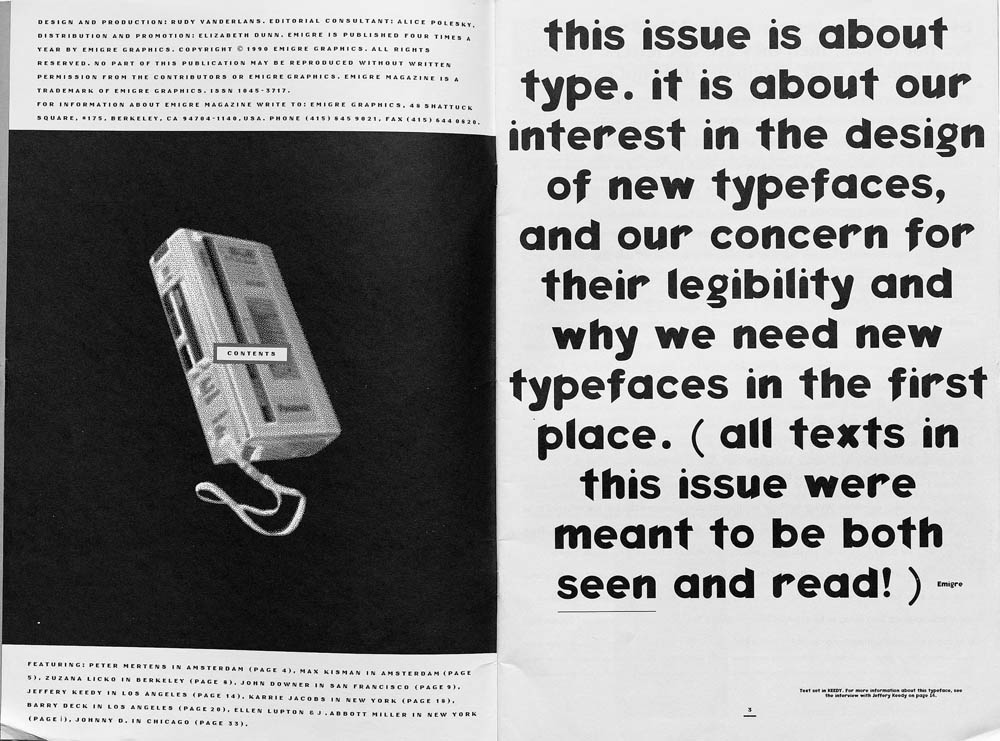 DESIGN AND PRODUCTION: RUDY VANDERLANS. EDITORIAL CONSULTANT: ALICE POLESKY.
DISTRIBUTION AND PROMOTION: ELIZABETH DUNN. EMIGRE IS PUBLISHED FOUR TIMES A
YEAR BY EMIGRE GRAPHICS. COPYRIGHT © 1990 EMIGRE GRAPHICS. ALL RIGHTS
RESERVED. NO PART OF THIS PUBLICATION MAY BE REPRODUCED WITHOUT WRITTEN
PERMISSION FROM THE CONTRIBUTORS OR EMIGRE GRAPHICS. EMIGRE MAGAZINE IS A
TRADEMARK OF EMIGRE GRAPHICS. ISSN 1045-3717.
FOR INFORMATION ABOUT EMIGRE MAGAZINE WRITE TO: EMIGRE GRAPHICS, 48 SHATTUCK
SQUARE, #175, BERKELEY, CA 94704-1140, USA. PHONE (415) 845 9021, FAX (415) 644 0820.
CONTENTS
FEATURING: PETER MERTENS IN AMSTERDAM (PAGE 4), MAX KISMAN IN AMSTERDAM (PAGE
5), ZUZANA LICKO IN BERKELEY (PAGE 8), JOHN DOWNER IN SAN FRANCISCO (PAGE 9),
JEFFERY KEEDY IN LOS ANGELES (PAGE 14), KARRIE JACOBS IN NEW YORK (PAGE 18),
BARRY DECK IN LOS ANGELES (PAGE 20), ELLEN LUPTON & J. ABBOTT MILLER IN NEW YORK
(PAGE i), JOHNNY D. IN CHICAGO (PAGE 33).
this issue is about
type. it is about our
interest in the design
of new typefaces,
and our concern for
their legibility and
why we need new
typefaces in the first
place. ( all texts in
this issue were
meant to be both
seen and read! ) Emigre
Text set in KEEDY. For more information about this typeface, see
the interview with Jeffery Keedy on page 14.
3